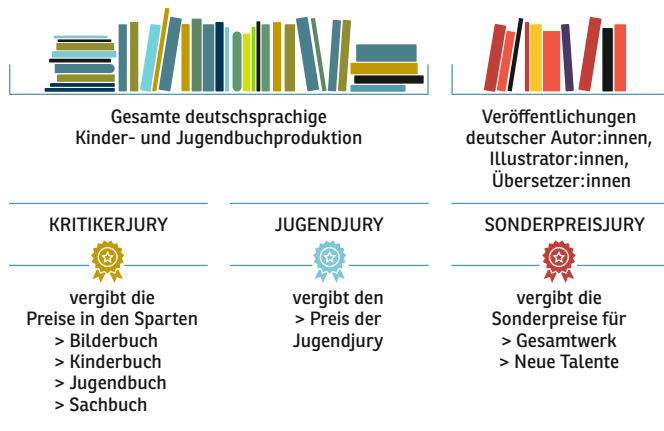 Gesamte deutschsprachige
Kinder- und Jugendbuchproduktion
Veröffentlichungen
deutscher Autor:innen,
Illustrator:innen,
Übersetzer:innen
KRITIKERJURY
vergibt die
Preise in den Sparten
> Bilderbuch
> Kinderbuch
> Jugendbuch
> Sachbuch
JUGENDJURY
vergibt den
> Preis der
Jugendjury
SONDERPREISJURY
vergibt die
Sonderpreise für
> Gesamtwerk
> Neue Talente